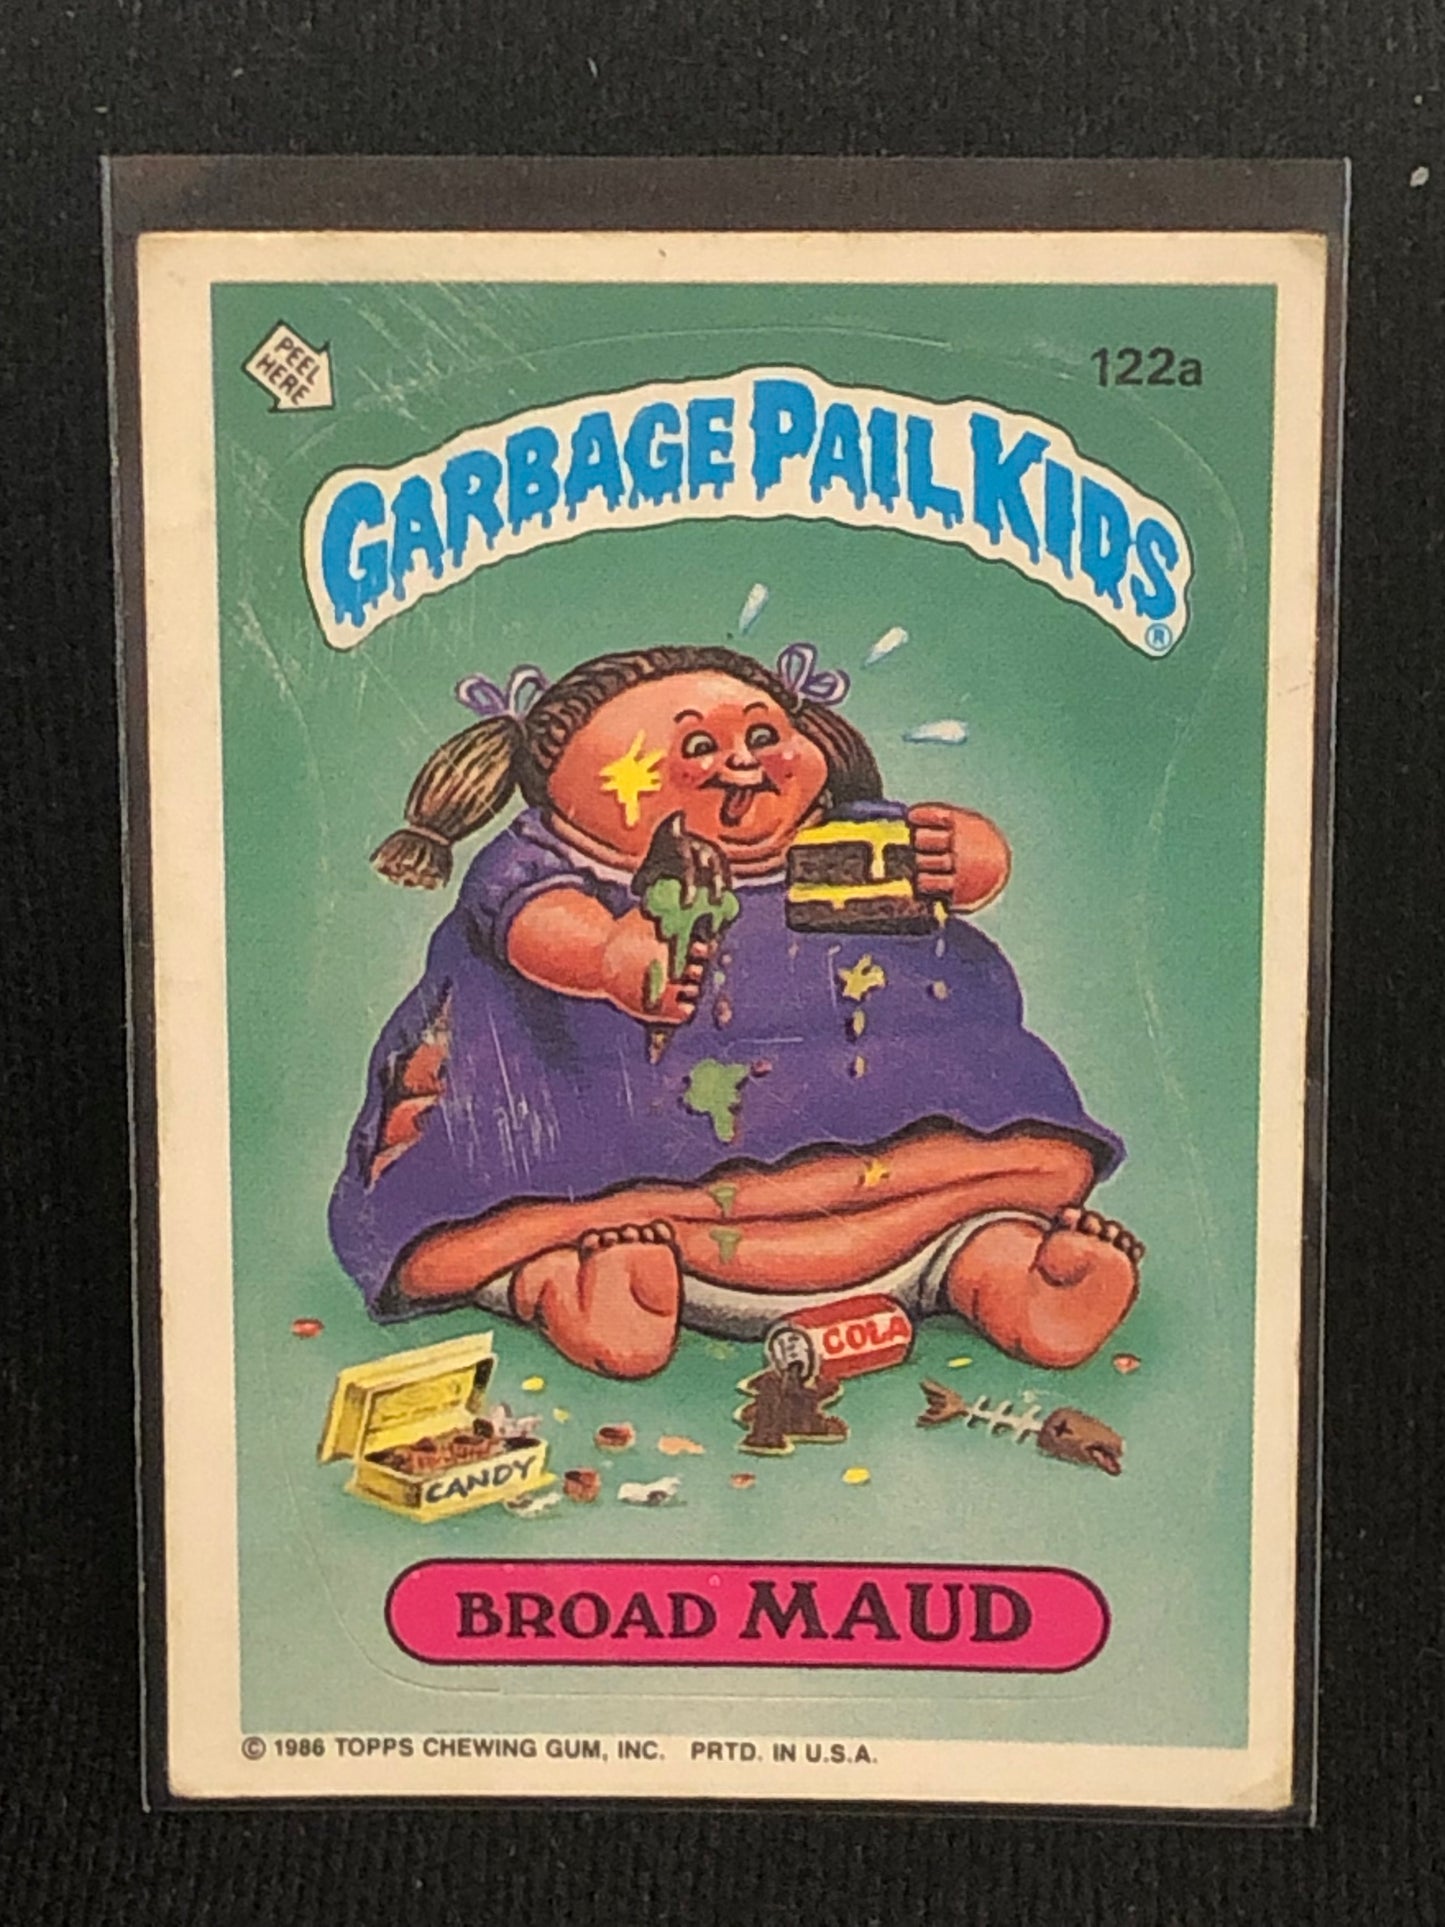 PEEL
HERE
122a
GARBAGE PAIL KIDS
®
COLA
CANDY
BROAD MAUD
© 1986 TOPPS CHEWING GUM, INC. PRTD. IN U.S.A.